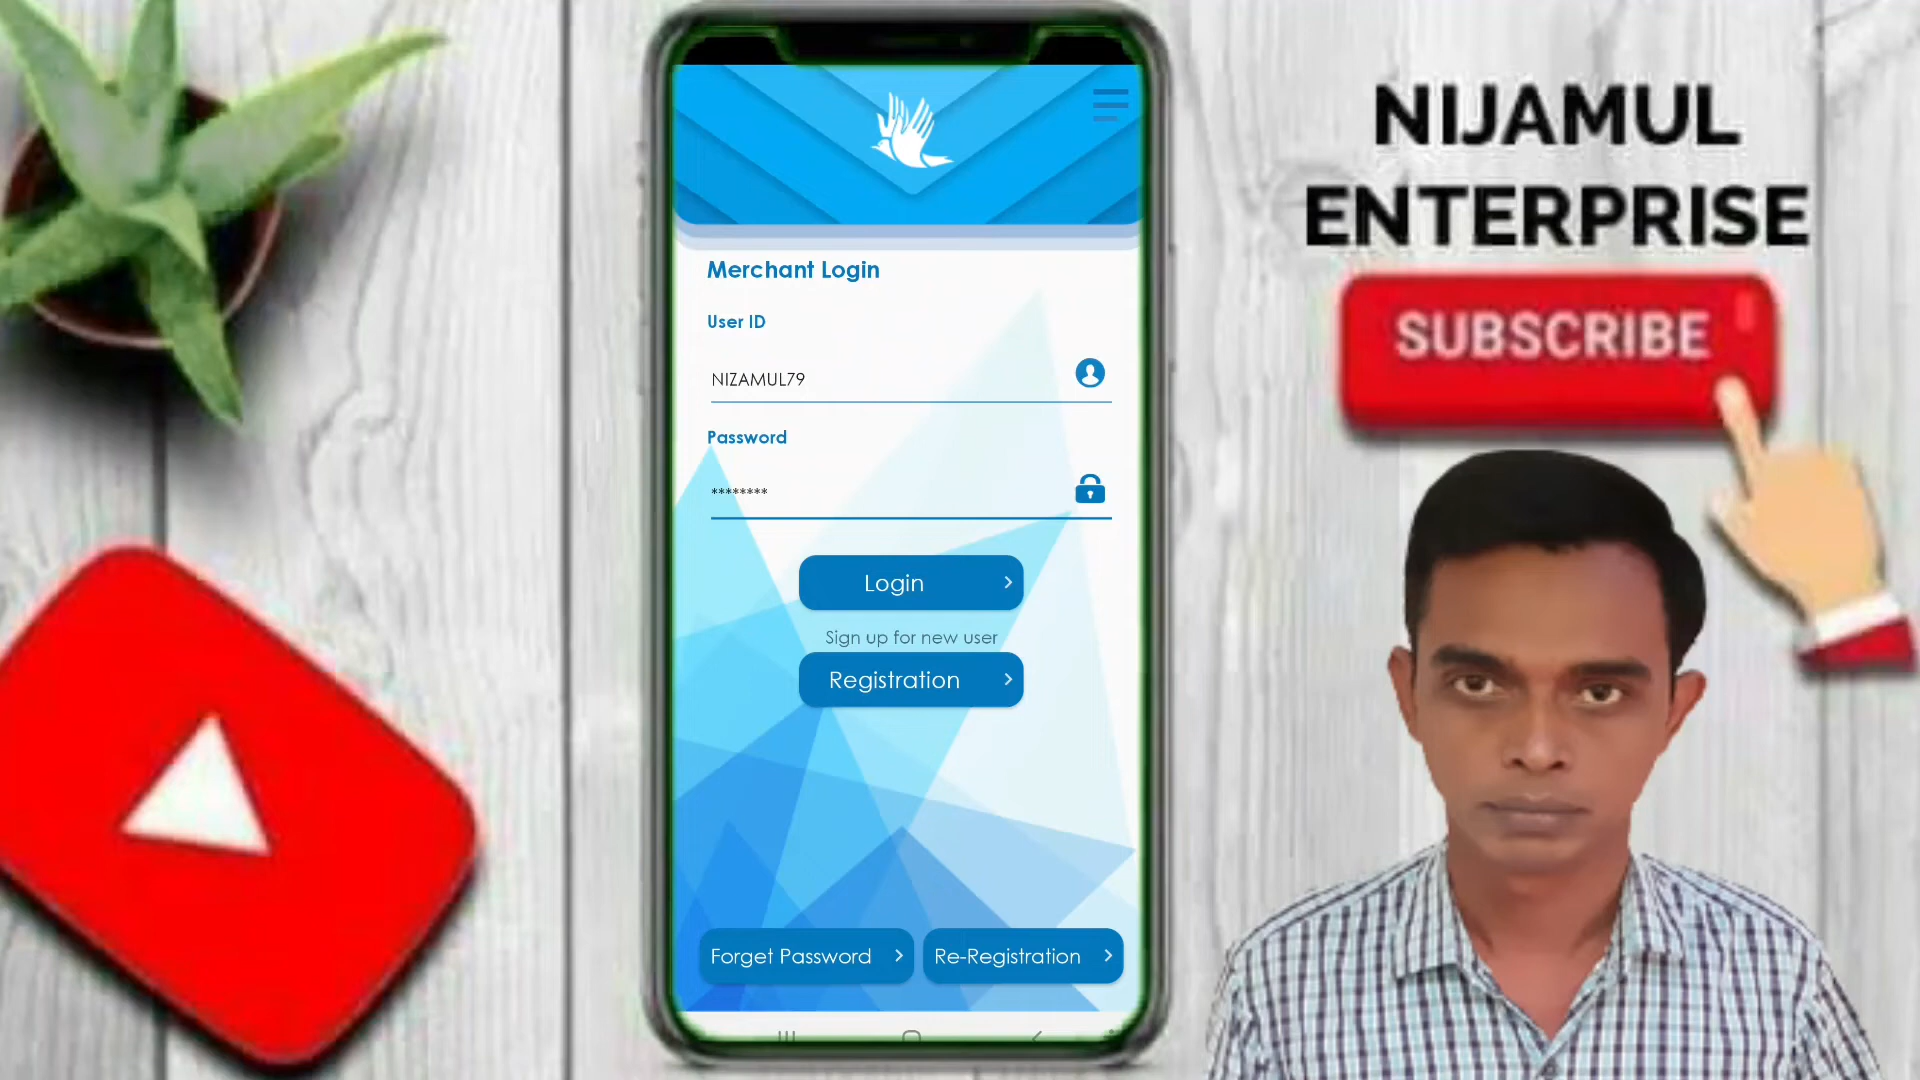 NIJAMUL
ENTERPRISE
SUBSCRIBE
Merchant Login
User ID
NIZAMUL79
Password
********
Login
Sign up for new user
Registration
Forget Password
Re-Registration